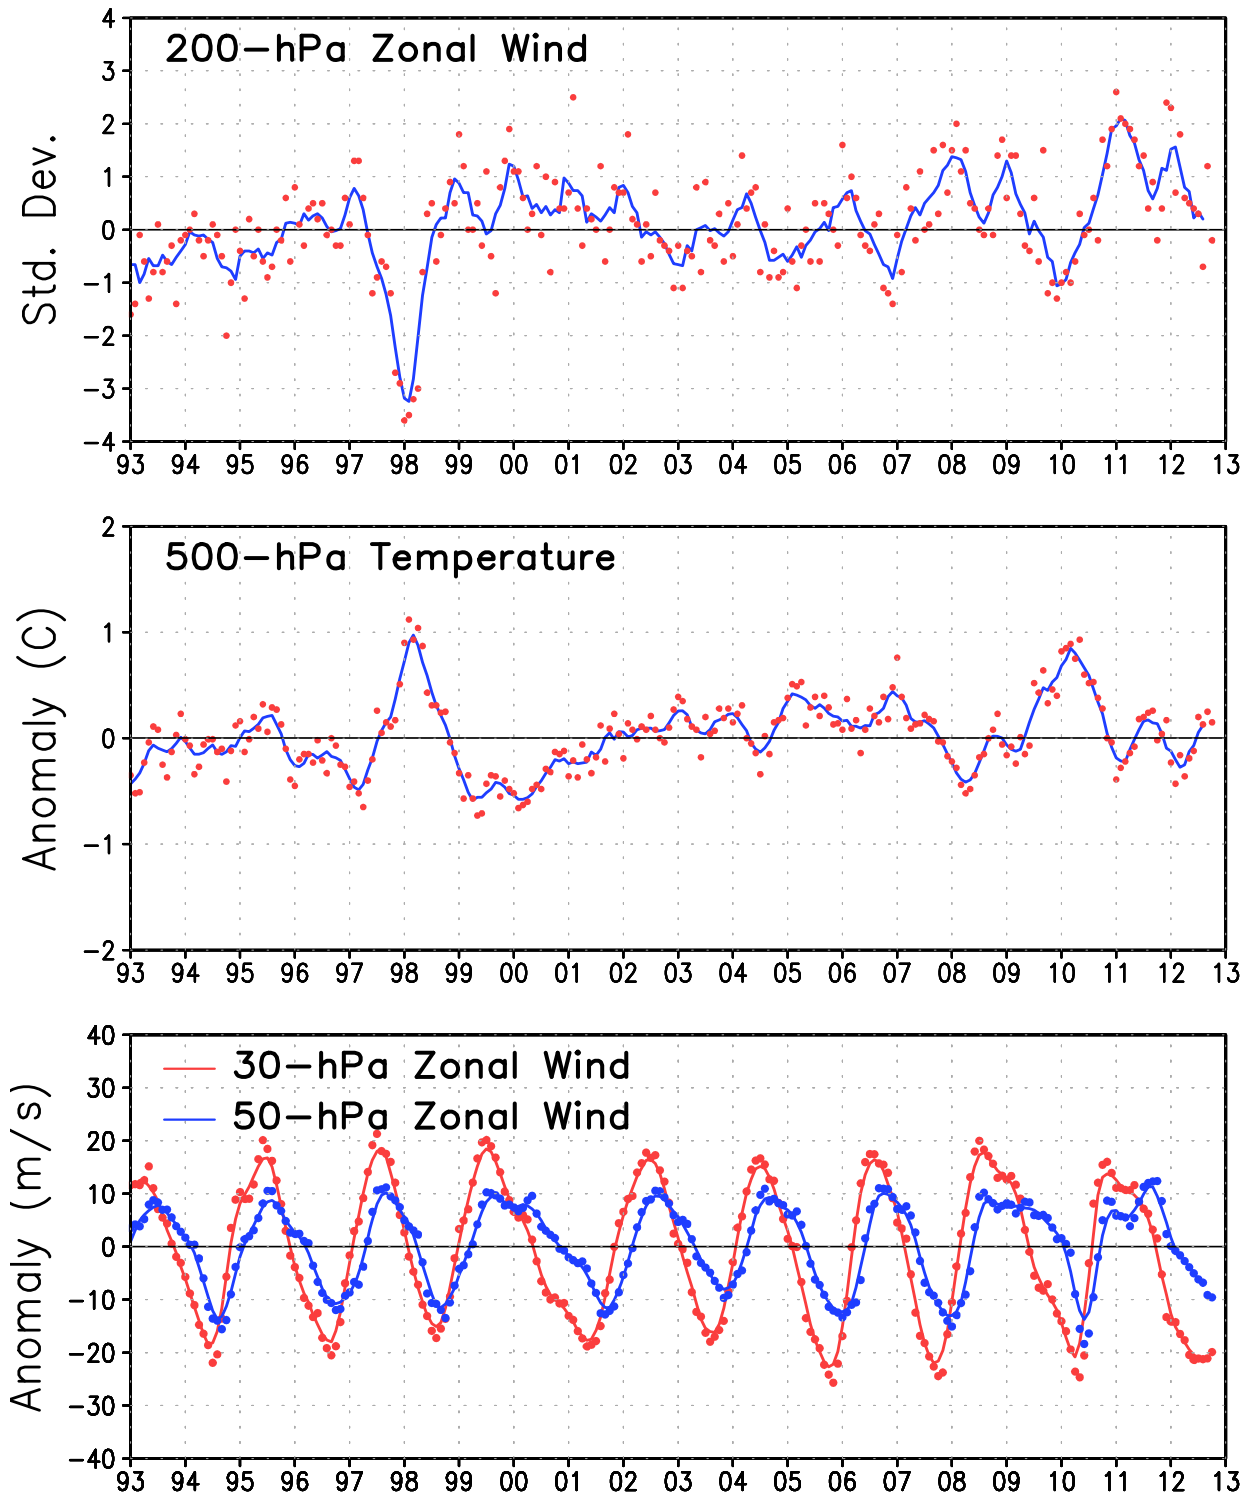 200-hPa Zonal Wind
Std. Dev.
4
3
2
1
0
-1
-2
-3
-4
93 94 95 96 97 98 99 00 01 02 03 04 05 06 07 08 09 10 11 12 13
500-hPa Temperature
Anomaly (C)
2
1
0
-1
-2
93 94 95 96 97 98 99 00 01 02 03 04 05 06 07 08 09 10 11 12 13
30-hPa Zonal Wind
50-hPa Zonal Wind
Anomaly (m/s)
40
30
20
10
0
-10
-20
-30
-40
93 94 95 96 97 98 99 00 01 02 03 04 05 06 07 08 09 10 11 12 13